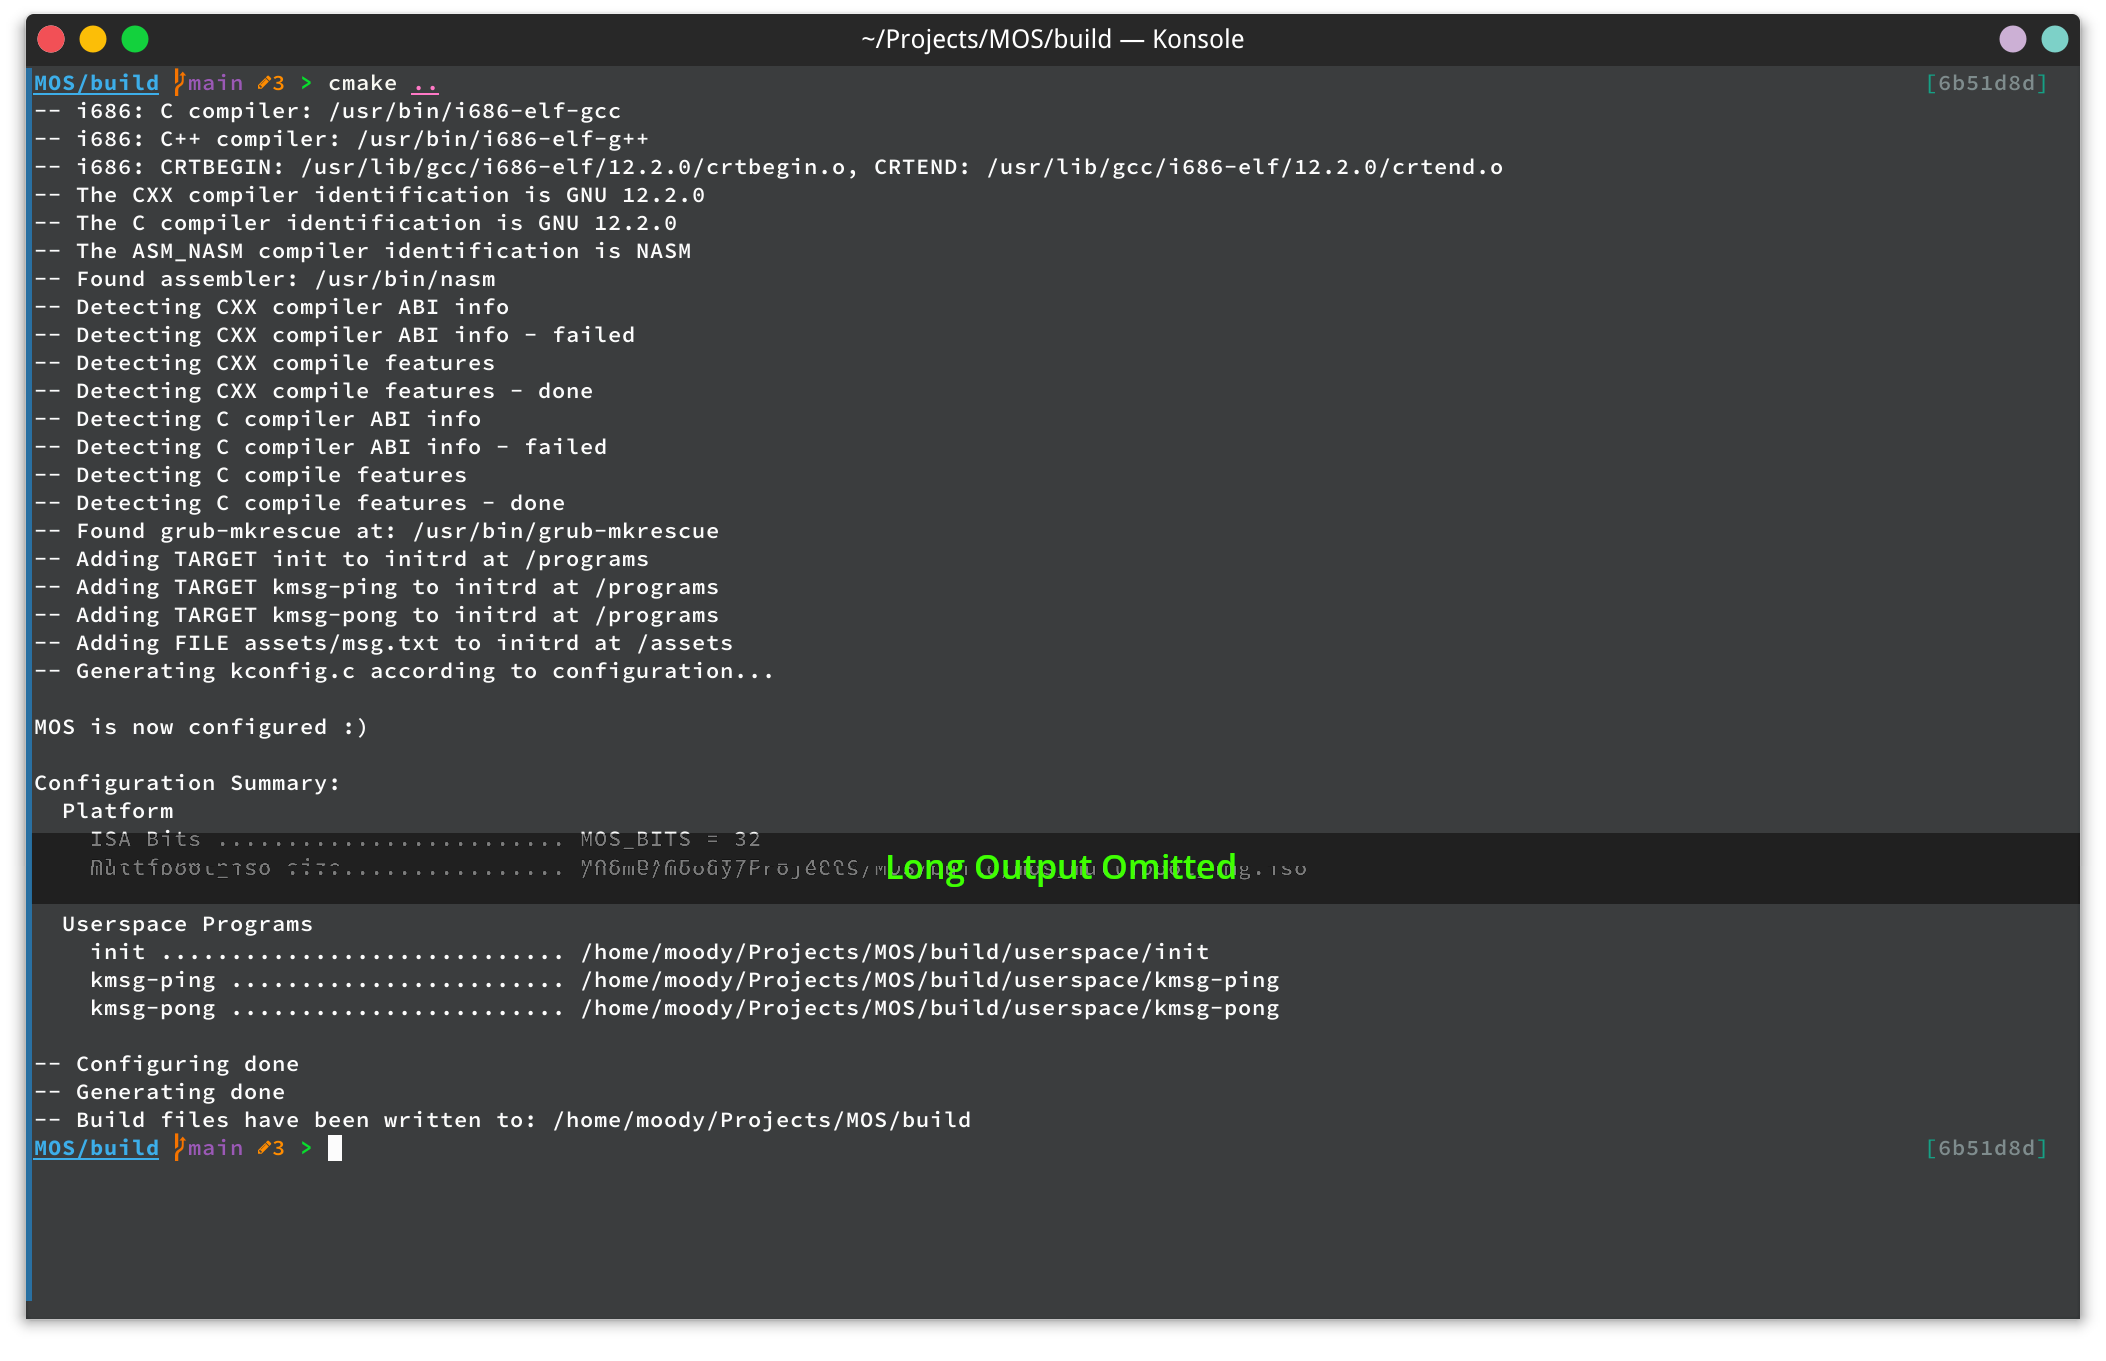 ~/Projects/MOS/build — Konsole
MOS/build main 3 > cmake .. [6b51d8d]
-- i686: C compiler: /usr/bin/i686-elf-gcc
-- i686: C++ compiler: /usr/bin/i686-elf-g++
-- i686: CRTBEGIN: /usr/lib/gcc/i686-elf/12.2.0/crtbegin.o, CRTEND: /usr/lib/gcc/i686-elf/12.2.0/crtend.o
-- The CXX compiler identification is GNU 12.2.0
-- The C compiler identification is GNU 12.2.0
-- The ASM_NASM compiler identification is NASM
-- Found assembler: /usr/bin/nasm
-- Detecting CXX compiler ABI info
-- Detecting CXX compiler ABI info - failed
-- Detecting CXX compile features
-- Detecting CXX compile features - done
-- Detecting C compiler ABI info
-- Detecting C compiler ABI info - failed
-- Detecting C compile features
-- Detecting C compile features - done
-- Found grub-mkrescue at: /usr/bin/grub-mkrescue
-- Adding TARGET init to initrd at /programs
-- Adding TARGET kmsg-ping to initrd at /programs
-- Adding TARGET kmsg-pong to initrd at /programs
-- Adding FILE assets/msg.txt to initrd at /assets
-- Generating kconfig.c according to configuration...
MOS is now configured :)
Configuration Summary:
Platform
ISA Bits ......................... MOS_BITS = 32
Long Output Omitted
Userspace Programs
init ............................. /home/moody/Projects/MOS/build/userspace/init
kmsg-ping ........................ /home/moody/Projects/MOS/build/userspace/kmsg-ping
kmsg-pong ........................ /home/moody/Projects/MOS/build/userspace/kmsg-pong
-- Configuring done
-- Generating done
-- Build files have been written to: /home/moody/Projects/MOS/build
MOS/build main 3 > [6b51d8d]